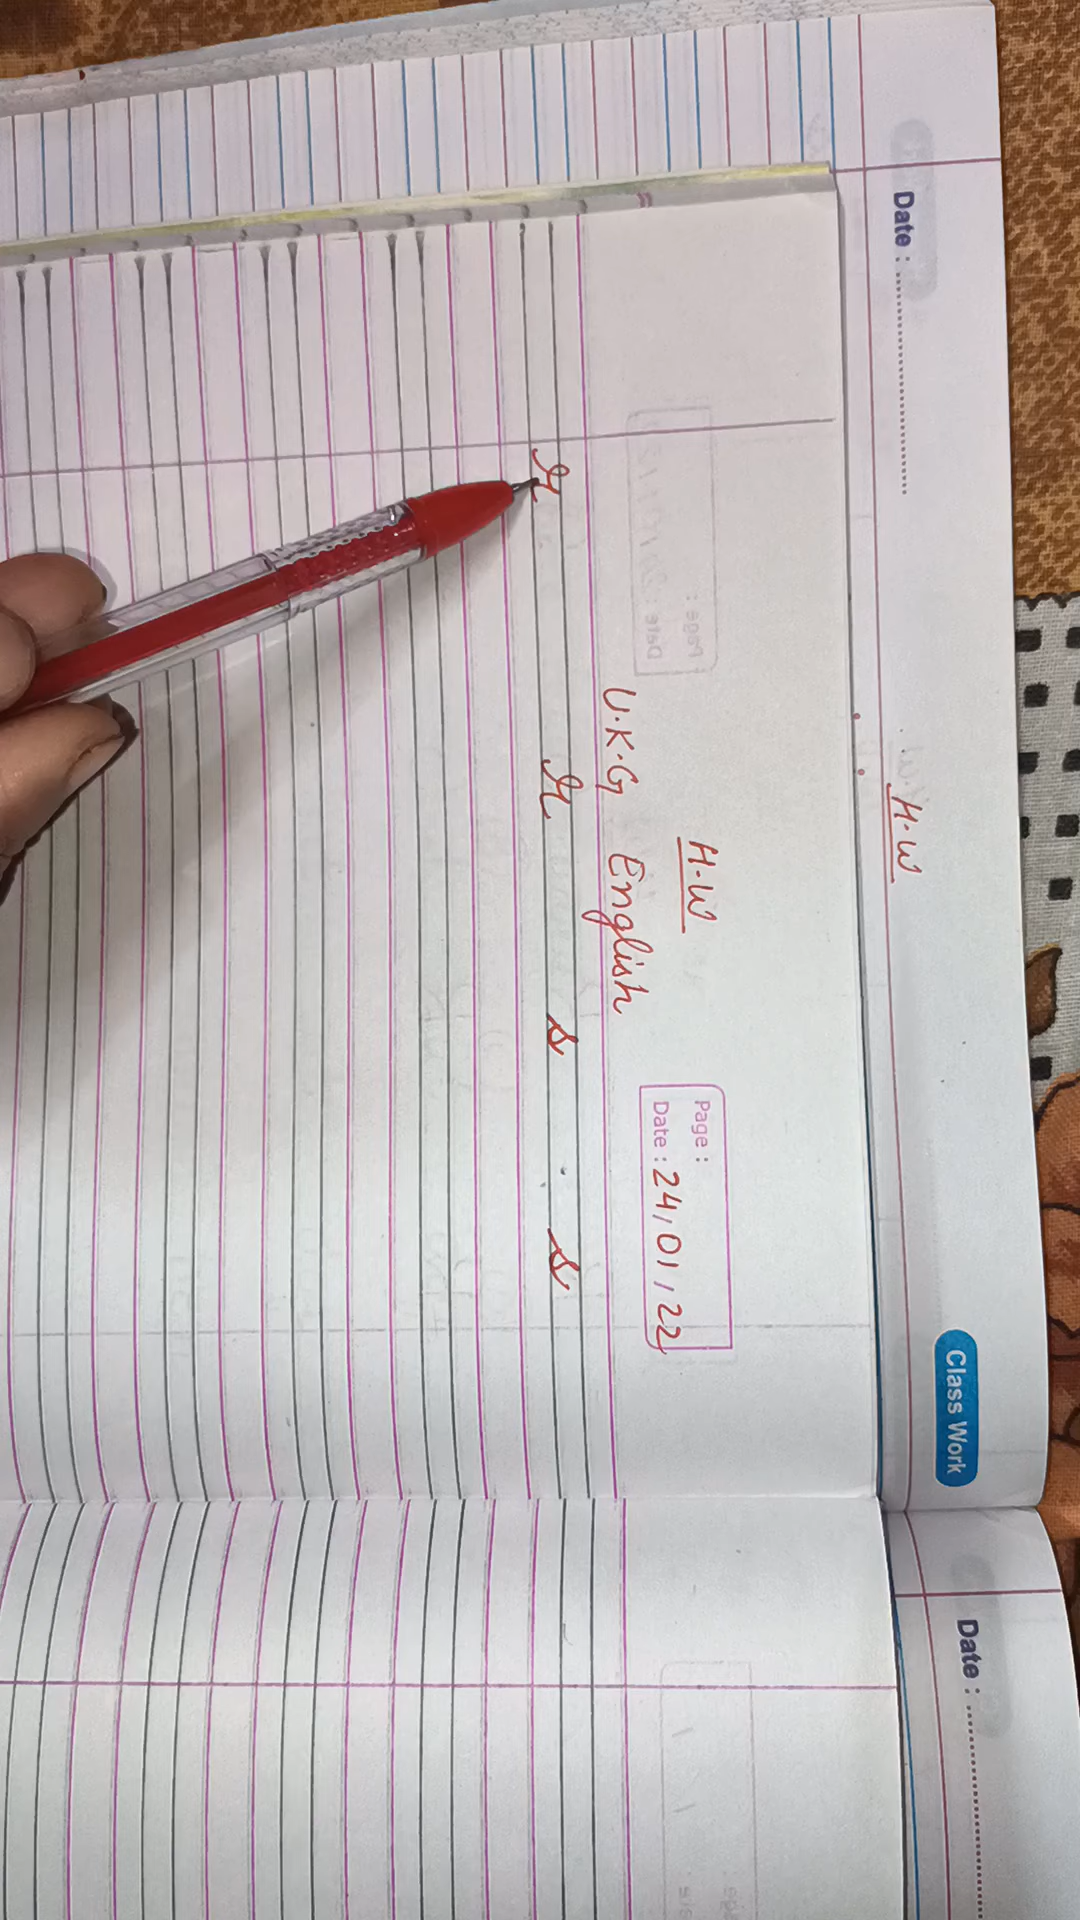 Date : ........................
H.W
Class Work
Page :
Date : 24/01/22
H.W
U.K.G English
r r s s
Date : ........................